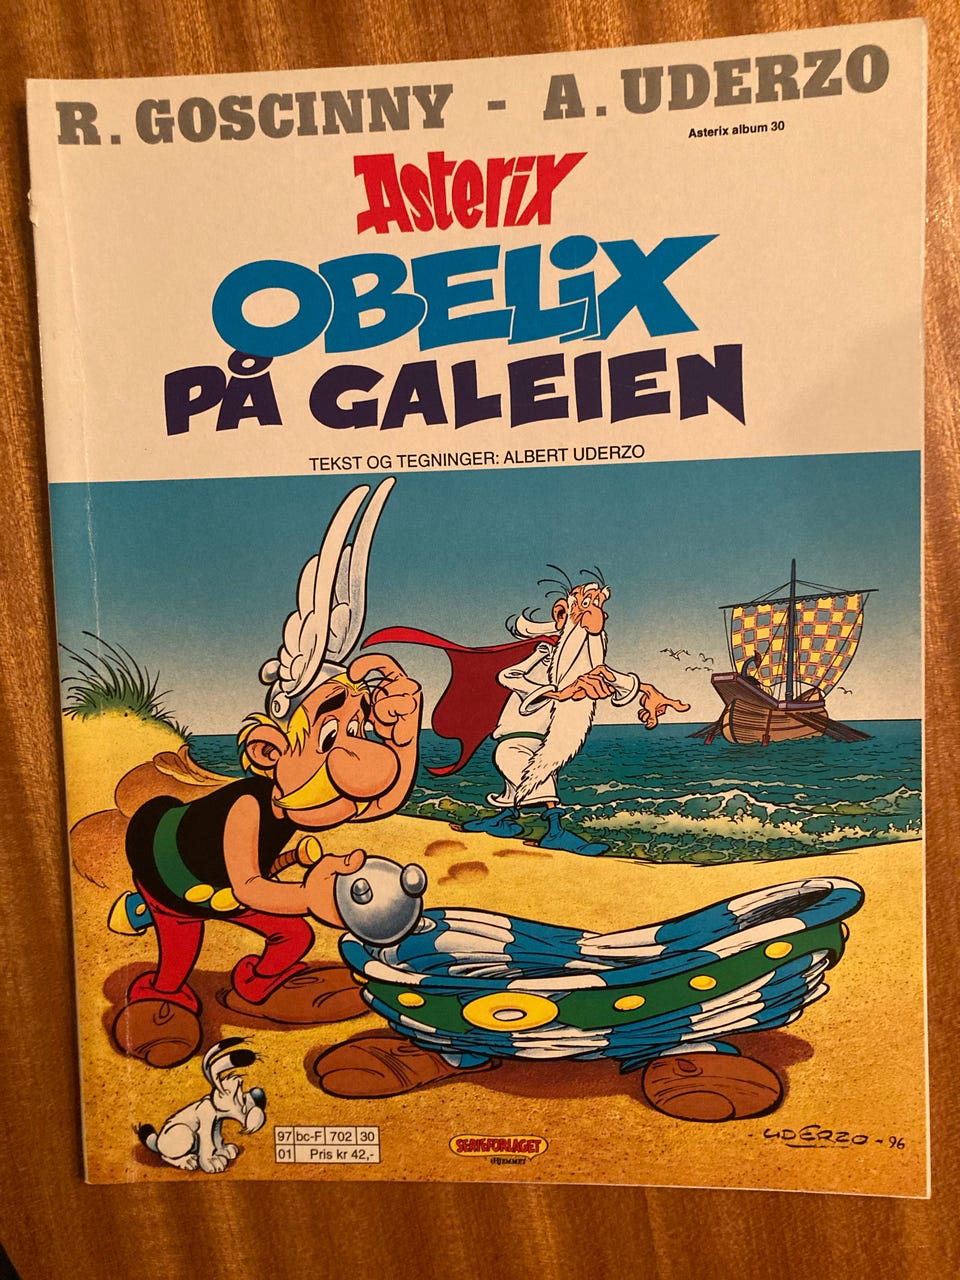 R. GOSCINNY - A. UDERZO
Asterix album 30
Asterix
OBELiX
PÅ GALEIEN
TEKST OG TEGNINGER: ALBERT UDERZO
97 bc-F 702 30
01 Pris kr 42,-
SERIEFORLAGET
HJEMMET
UDERZO - 96